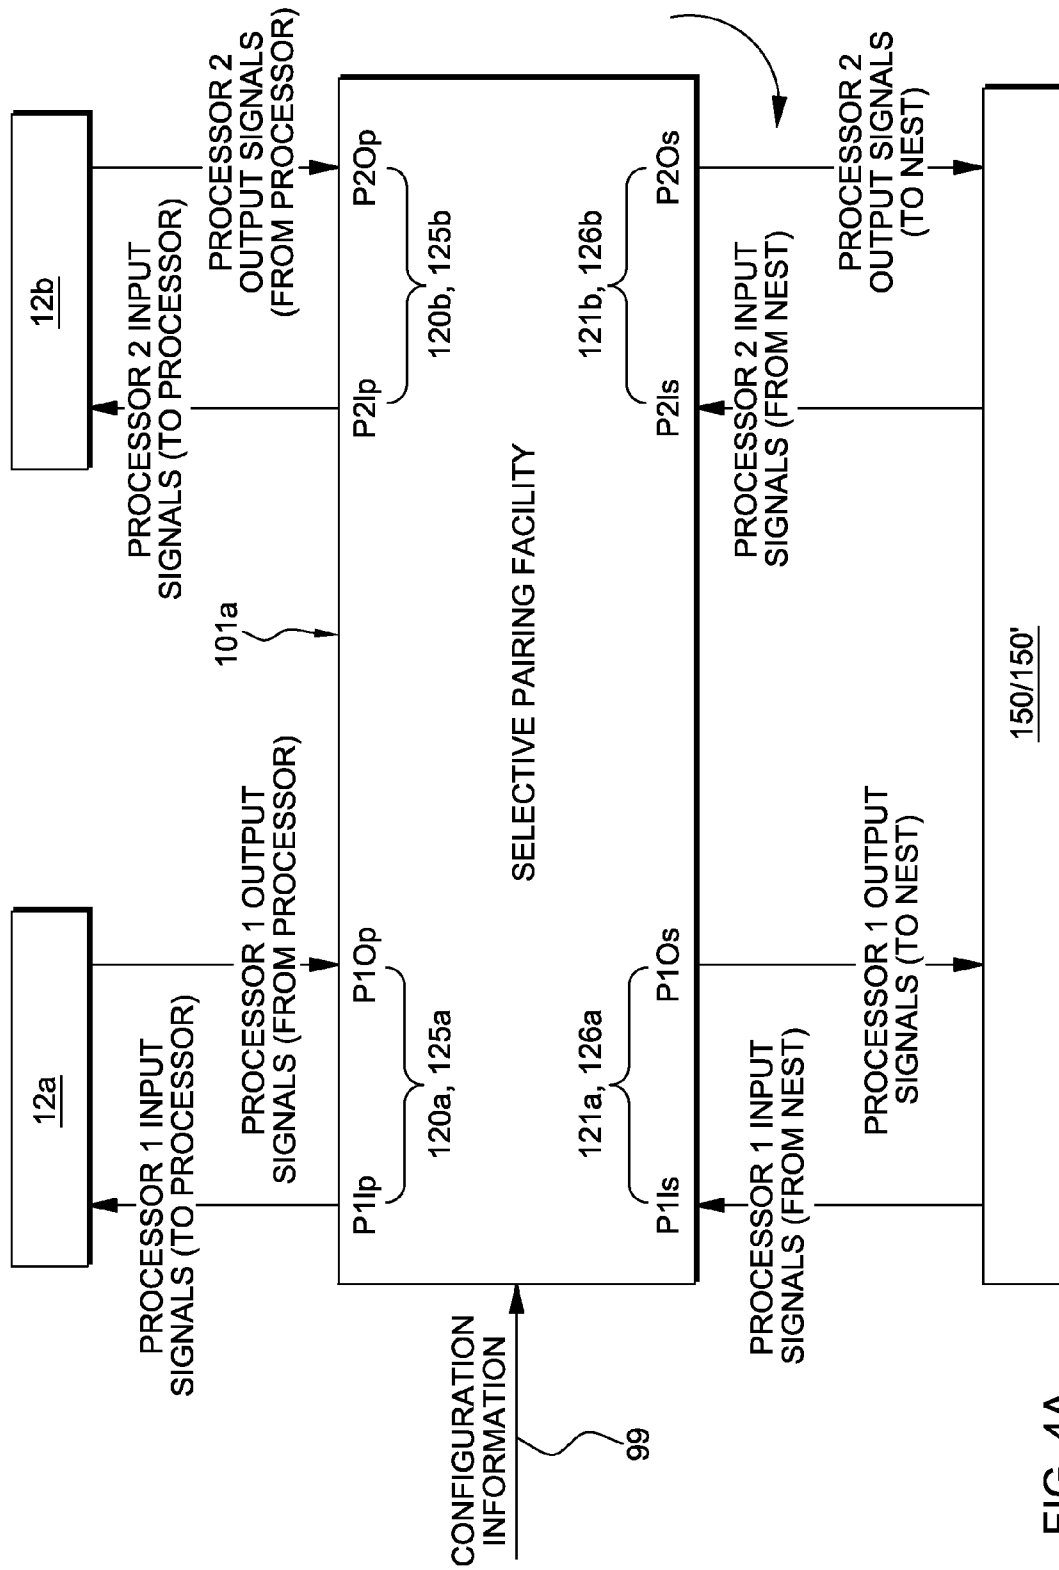 12a
12b
PROCESSOR 1 INPUT
SIGNALS (TO PROCESSOR)
PROCESSOR 1 OUTPUT
SIGNALS (FROM PROCESSOR)
101a
PROCESSOR 2 INPUT
SIGNALS (TO PROCESSOR)
PROCESSOR 2
OUTPUT SIGNALS
(FROM PROCESSOR)
P1Ip
P1Op
P2Ip
P2Op
120a, 125a
120b, 125b
CONFIGURATION
INFORMATION
99
SELECTIVE PAIRING FACILITY
121a, 126a
121b, 126b
P1Is
P1Os
P2Is
P2Os
PROCESSOR 1 INPUT
SIGNALS (FROM NEST)
PROCESSOR 1 OUTPUT
SIGNALS (TO NEST)
PROCESSOR 2 INPUT
SIGNALS (FROM NEST)
PROCESSOR 2
OUTPUT SIGNALS
(TO NEST)
150/150'
FIG. 4A